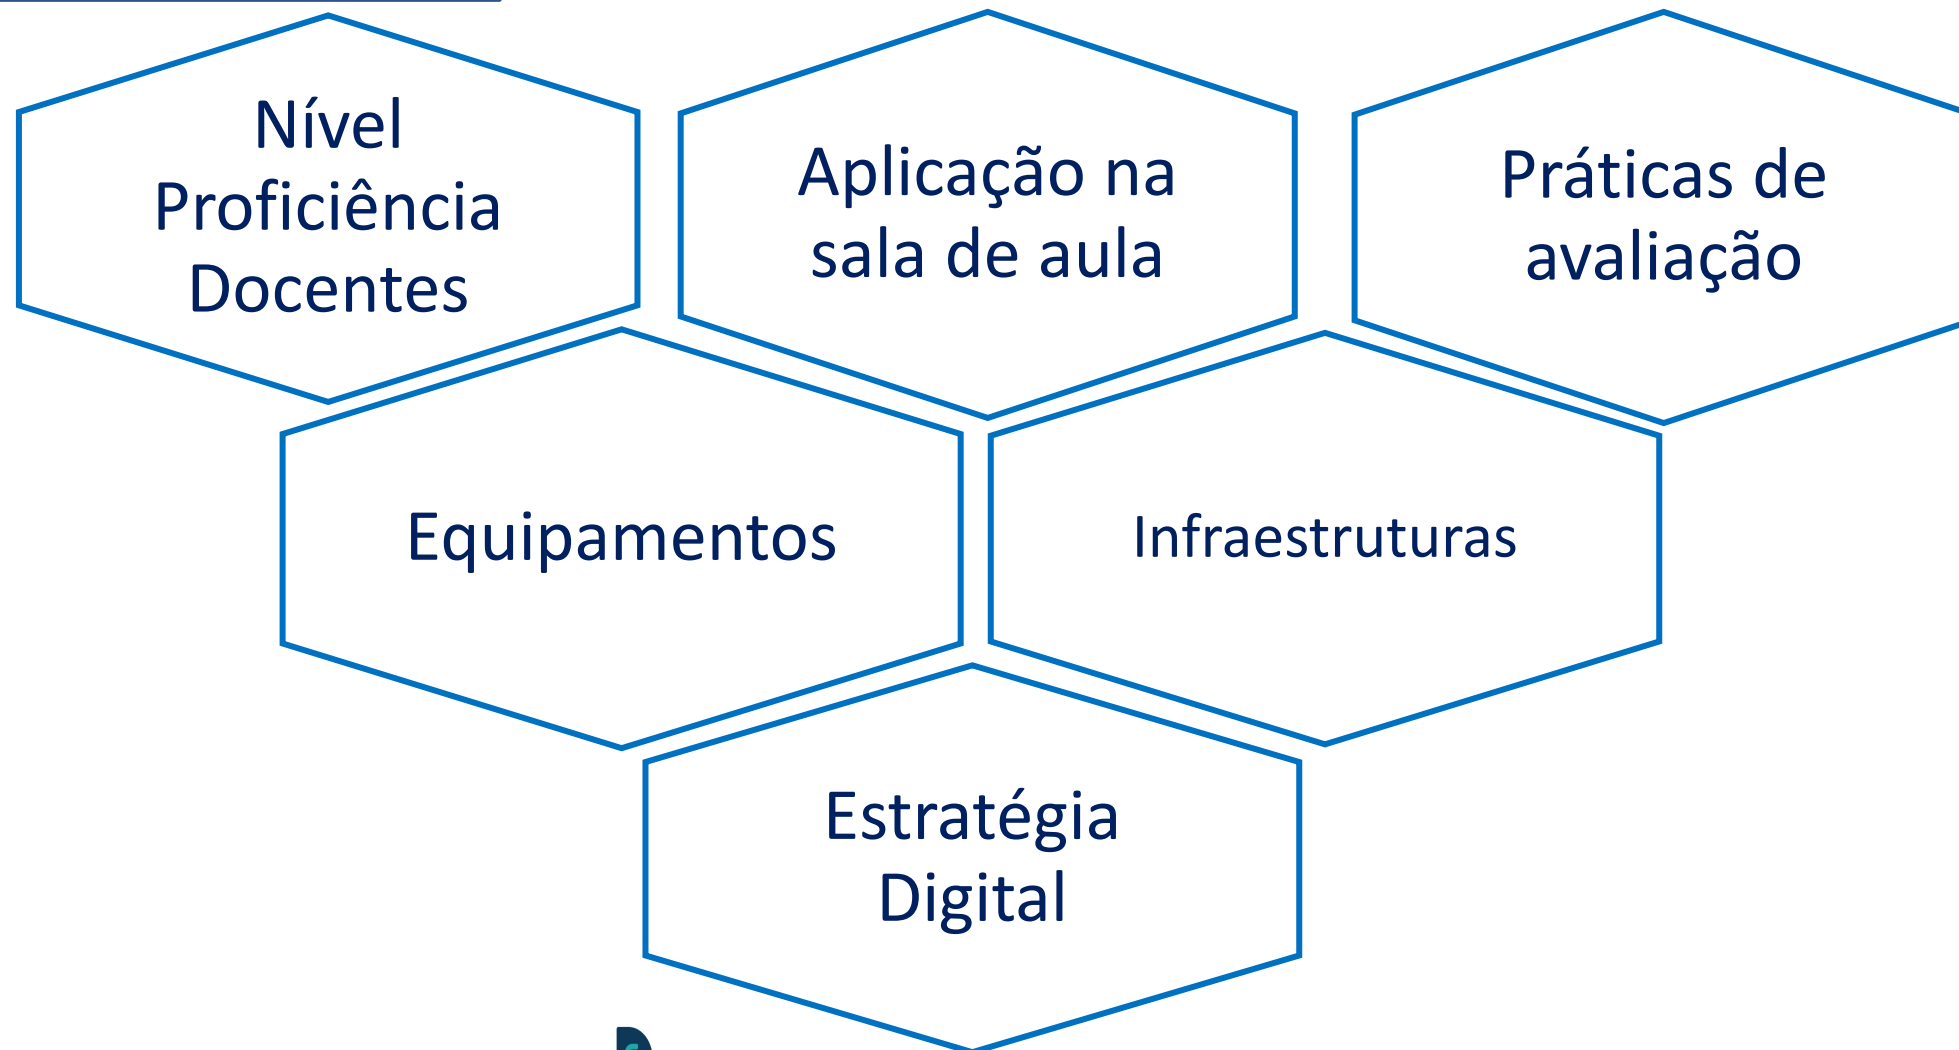 Nível
Proficiência
Docentes
Aplicação na
sala de aula
Práticas de
avaliação
Equipamentos
Infraestruturas
Estratégia
Digital